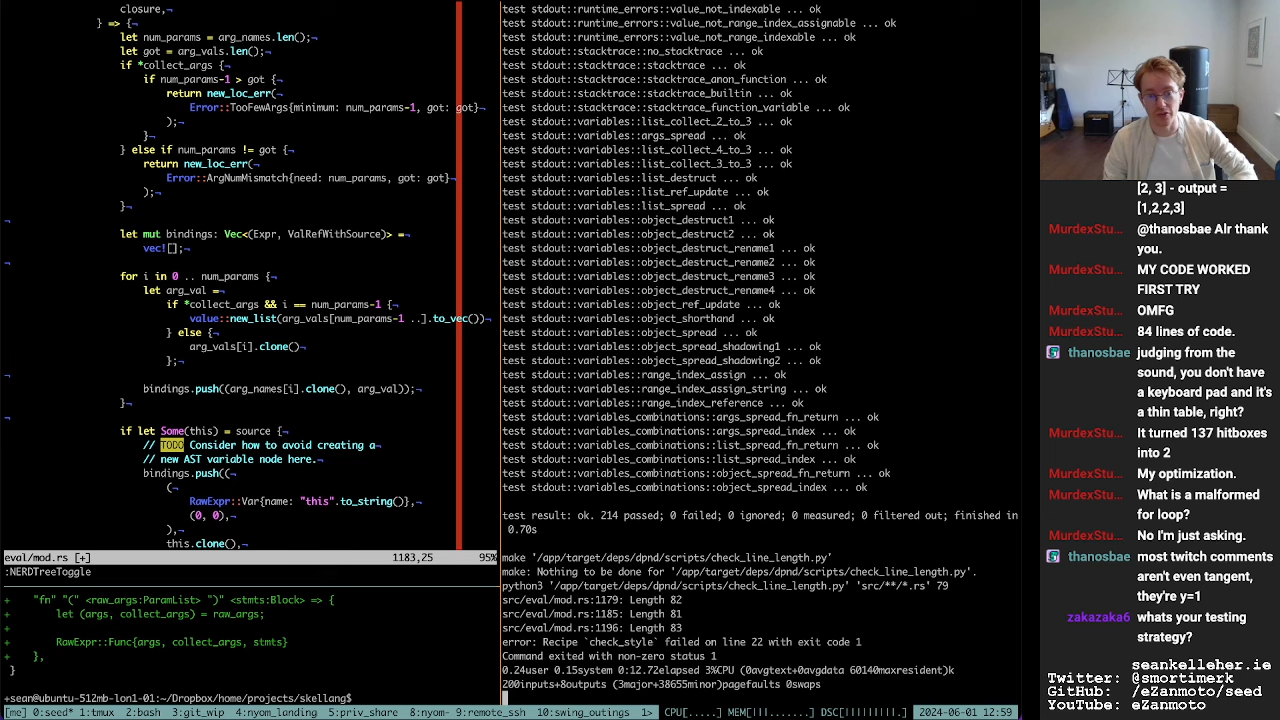 closure,
} => {¬
let num_params = arg_names.len();¬
let got = arg_vals.len();¬
if *collect_args {¬
if num_params-1 > got {¬
return new_loc_err(¬
Error::TooFewArgs{minimum: num_params-1, got: got}¬
);¬
}¬
} else if num_params != got {¬
return new_loc_err(¬
Error::ArgNumMismatch{need: num_params, got: got}¬
);¬
}¬
¬
let mut bindings: Vec<(Expr, ValRefWithSource)> =¬
vec![];¬
¬
for i in 0 .. num_params {¬
let arg_val =¬
if *collect_args && i == num_params-1 {¬
value::new_list(arg_vals[num_params-1 ..].to_vec())¬
} else {¬
arg_vals[i].clone()¬
};¬
¬
bindings.push((arg_names[i].clone(), arg_val));¬
}¬
¬
if let Some(this) = source {¬
// TODO Consider how to avoid creating a¬
// new AST variable node here.¬
bindings.push((¬
(¬
RawExpr::Var{name: "this".to_string()},¬
(0, 0),¬
),¬
this.clone(),¬
eval/mod.rs [+] 1183,25 95%
:NERDTreeToggle
+ "fn" "(" <raw_args:ParamList> ")" <stmts:Block> => {
+ let (args, collect_args) = raw_args;
+
+ RawExpr::Func{args, collect_args, stmts}
+ },
}
+sean@ubuntu-512mb-lon1-01:~/Dropbox/home/projects/skellang$
test stdout::runtime_errors::value_not_indexable ... ok
test stdout::runtime_errors::value_not_range_index_assignable ... ok
test stdout::runtime_errors::value_not_range_indexable ... ok
test stdout::stacktrace::no_stacktrace ... ok
test stdout::stacktrace::stacktrace ... ok
test stdout::stacktrace::stacktrace_anon_function ... ok
test stdout::stacktrace::stacktrace_builtin ... ok
test stdout::stacktrace::stacktrace_function_variable ... ok
test stdout::variables::list_collect_2_to_3 ... ok
test stdout::variables::args_spread ... ok
test stdout::variables::list_collect_4_to_3 ... ok
test stdout::variables::list_collect_3_to_3 ... ok
test stdout::variables::list_destruct ... ok
test stdout::variables::list_ref_update ... ok
test stdout::variables::list_spread ... ok
test stdout::variables::object_destruct1 ... ok
test stdout::variables::object_destruct2 ... ok
test stdout::variables::object_destruct_rename1 ... ok
test stdout::variables::object_destruct_rename2 ... ok
test stdout::variables::object_destruct_rename3 ... ok
test stdout::variables::object_destruct_rename4 ... ok
test stdout::variables::object_ref_update ... ok
test stdout::variables::object_shorthand ... ok
test stdout::variables::object_spread ... ok
test stdout::variables::object_spread_shadowing1 ... ok
test stdout::variables::object_spread_shadowing2 ... ok
test stdout::variables::range_index_assign ... ok
test stdout::variables::range_index_assign_string ... ok
test stdout::variables::range_index_reference ... ok
test stdout::variables_combinations::args_spread_fn_return ... ok
test stdout::variables_combinations::args_spread_index ... ok
test stdout::variables_combinations::list_spread_fn_return ... ok
test stdout::variables_combinations::list_spread_index ... ok
test stdout::variables_combinations::object_spread_fn_return ... ok
test stdout::variables_combinations::object_spread_index ... ok
test result: ok. 214 passed; 0 failed; 0 ignored; 0 measured; 0 filtered out; finished in
0.70s
make '/app/target/deps/dpnd/scripts/check_line_length.py'
make: Nothing to be done for '/app/target/deps/dpnd/scripts/check_line_length.py'.
python3 '/app/target/deps/dpnd/scripts/check_line_length.py' 'src/**/*.rs' 79
src/eval/mod.rs:1179: Length 82
src/eval/mod.rs:1185: Length 81
src/eval/mod.rs:1196: Length 83
error: Recipe `check_style` failed on line 22 with exit code 1
Command exited with non-zero status 1
0.24user 0.15system 0:12.72elapsed 3%CPU (0avgtext+0avgdata 60140maxresident)k
200inputs+8outputs (3major+38655minor)pagefaults 0swaps
[me] 0:seed* 1:tmux 2:bash 3:git_wip 4:nyom_landing 5:priv_share 8:nyom- 9:remote_ssh 10:swing_outings 1> CPU[.....] MEM[|||.......] DSC[|||||||||.] 2024-06-01 12:59
[2, 3] - output =
[1,2,3]
MurdexStu... @thanosbae AIr thank
you.
MurdexStu... MY CODE WORKED
FIRST TRY
MurdexStu... OMFG
MurdexStu... 84 lines of code.
thanosbae judging from the
sound, you don't have
a keyboard pad and it's
a thin table, right?
MurdexStu... It turned 137 hitboxes
into 2
MurdexStu... My optimization.
MurdexStu... What is a malformed
for loop?
MurdexStu... No I'm just asking.
thanosbae most twitch comments
aren't even tangent,
they're y=1
zakazaka6 whats your testing
strategy?
seankelleher.ie
Twitter: @smortimerk
GitHub: ezanmoto/seed